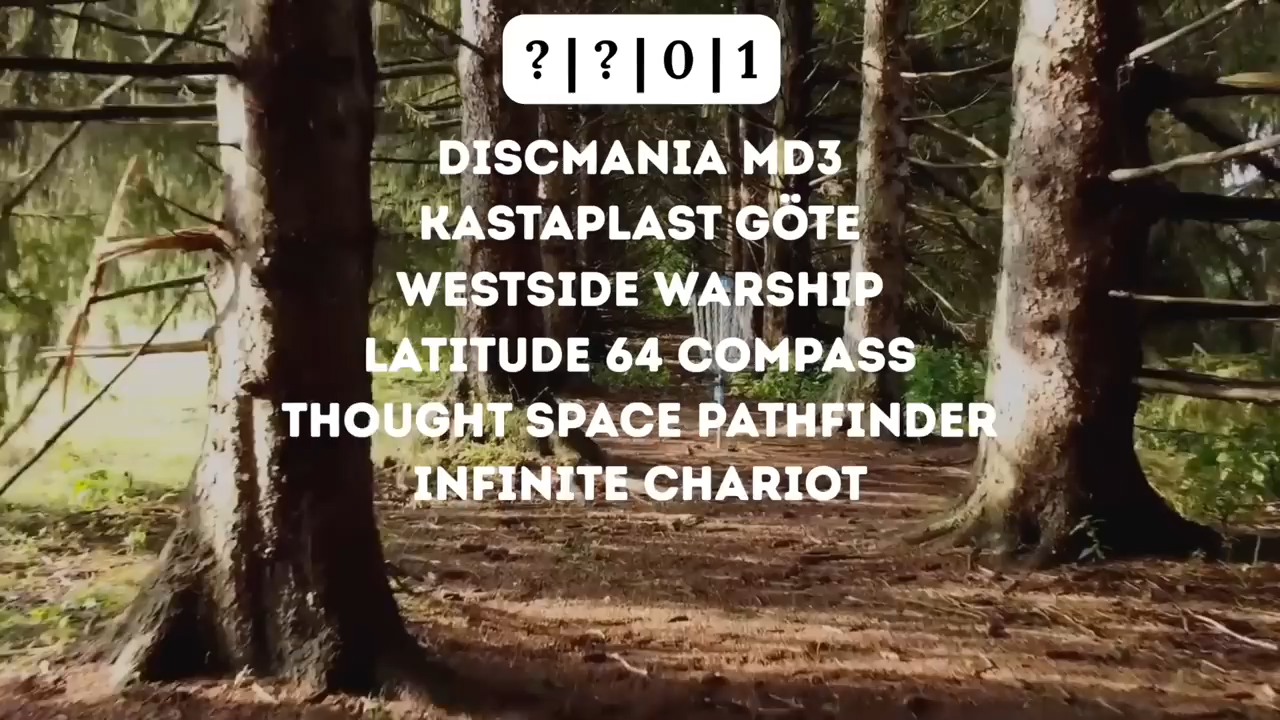 ?|?|0|1
DISCMANIA MD3
KASTAPLAST GÖTE
WESTSIDE WARSHIP
LATITUDE 64 COMPASS
THOUGHT SPACE PATHFINDER
INFINITE CHARIOT